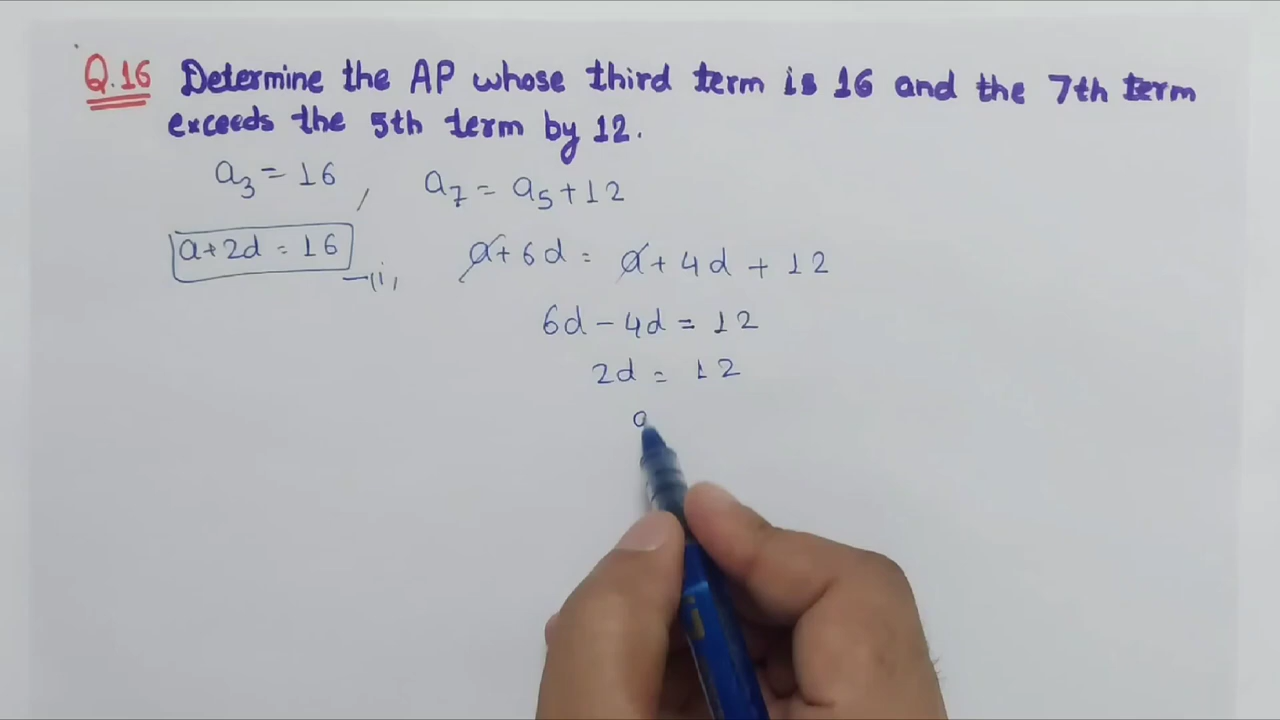 Q.16 Determine the AP whose third term is 16 and the 7th term
exceeds the 5th term by 12.
a₃ = 16 , a₇ = a₅ + 12
a + 2d = 16 —(i) a + 6d = a + 4d + 12
6d - 4d = 12
2d = 12